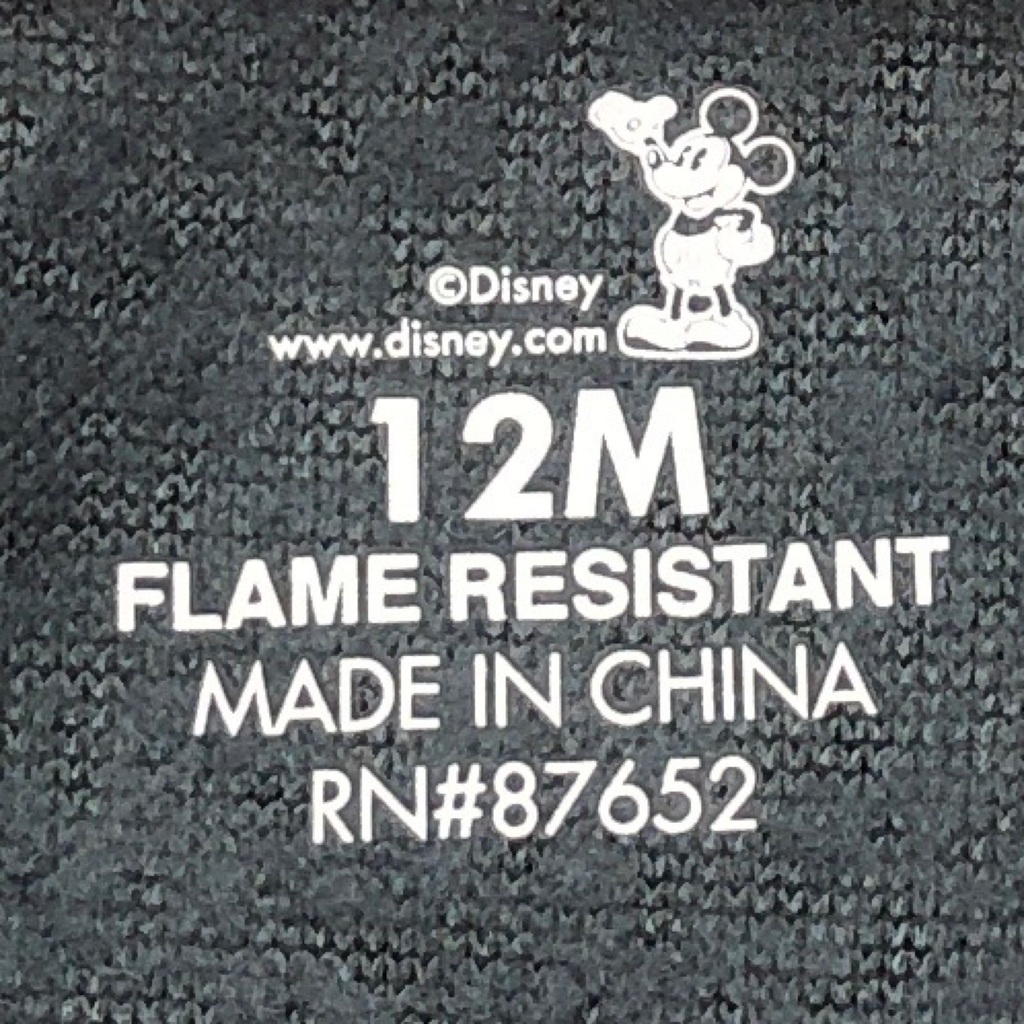 ©Disney
www.disney.com
12M
FLAME RESISTANT
MADE IN CHINA
RN#87652